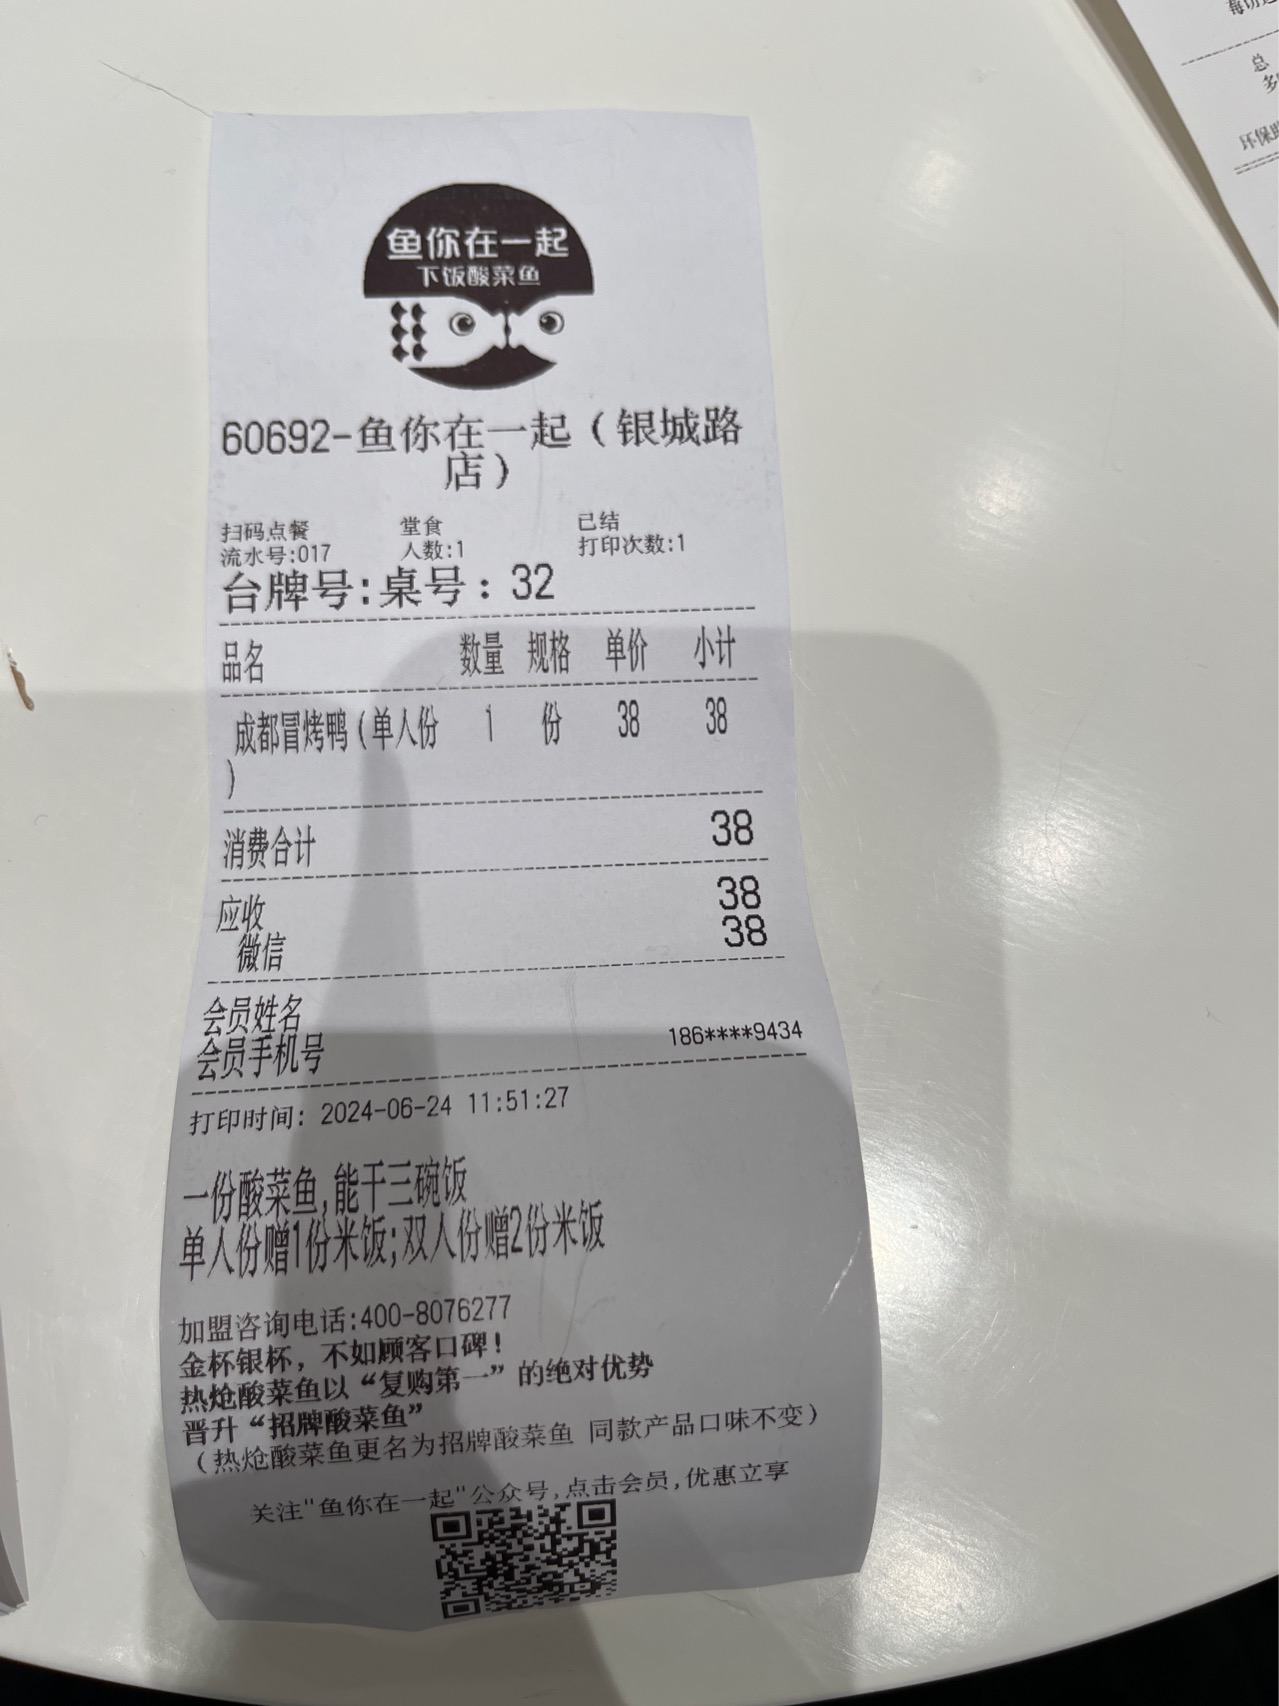 鱼你在一起
下饭酸菜鱼
60692-鱼你在一起（银城路
店）
扫码点餐 堂食 已结
流水号:017 人数:1 打印次数:1
台牌号:桌号：32
品名 数量 规格 单价 小计
成都冒烤鸭(单人份 1 份 38 38
)
消费合计 38
应收 38
微信 38
会员姓名
会员手机号 186****9434
打印时间: 2024-06-24 11:51:27
一份酸菜鱼,能干三碗饭
单人份赠1份米饭;双人份赠2份米饭
加盟咨询电话:400-8076277
金杯银杯，不如顾客口碑！
热炝酸菜鱼以“复购第一”的绝对优势
晋升“招牌酸菜鱼”
（热炝酸菜鱼更名为招牌酸菜鱼 同款产品口味不变）
关注"鱼你在一起"公众号,点击会员,优惠立享
总
环保